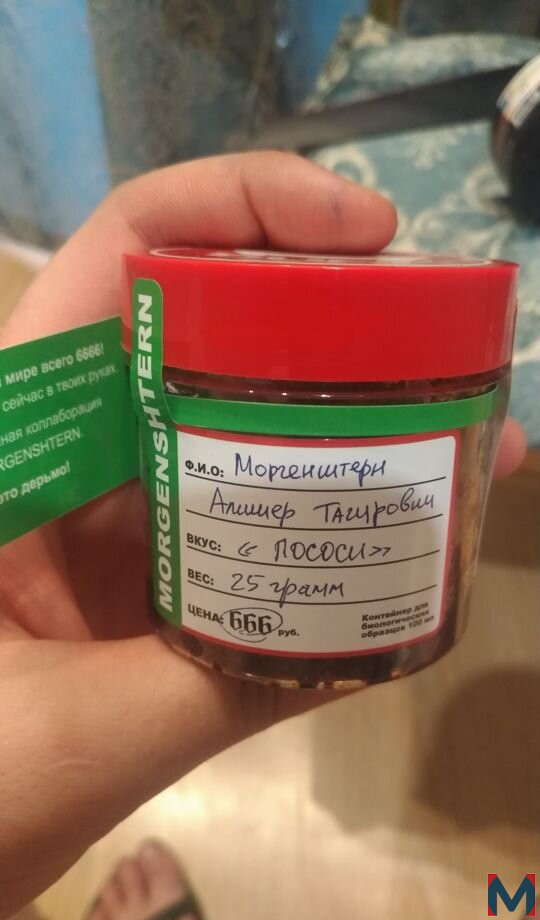 MORGENSHTERN
мире всего 6666!
сейчас в твоих руках.
ная коллаборация
RGENSHTERN.
это дерьмо!
Ф.И.О: Моргенштерн
Алишер Тагирович
ВКУС: « ПОСОСИ»
ВЕС: 25 грамм
ЦЕНА: 666 РУБ.
Контейнер для
биологических
образцов 100 мл
M